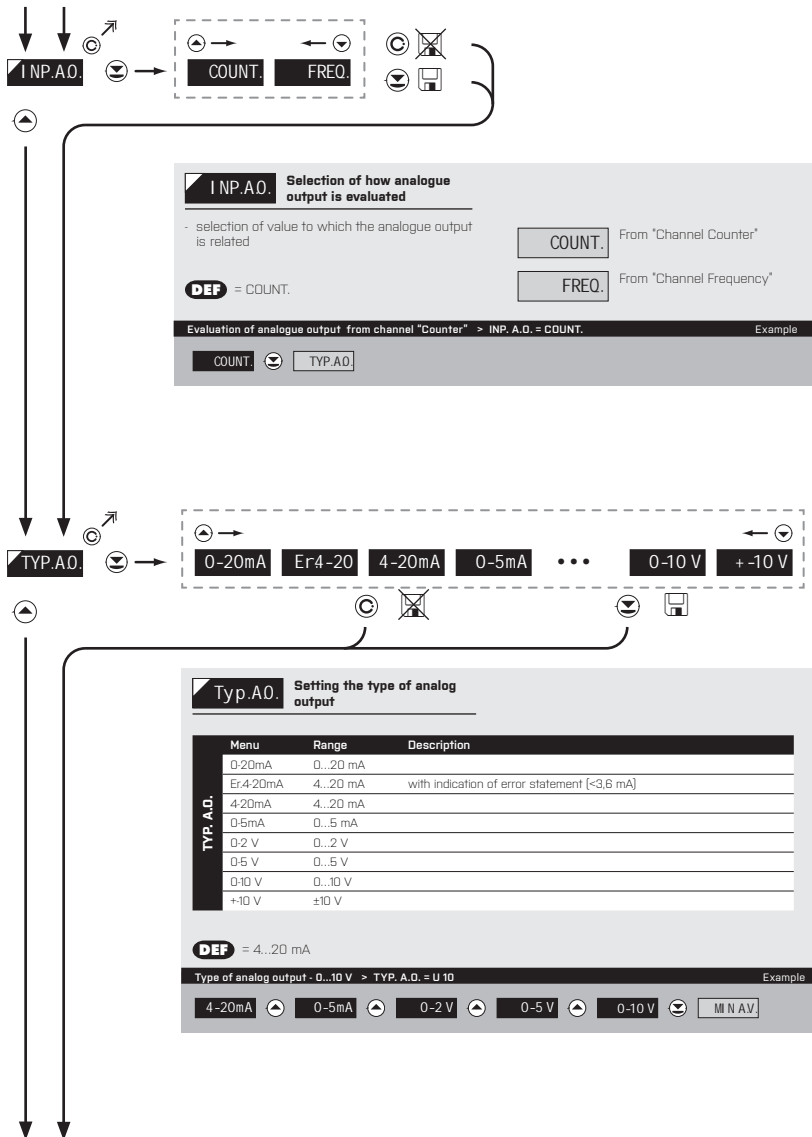 INP.A.O.
COUNT. FREQ.
INP.A.O. Selection of how analogue
output is evaluated
- selection of value to which the analogue output
is related
COUNT. From "Channel Counter"
DEF = COUNT.
FREQ. From "Channel Frequency"
Evaluation of analogue output from channel "Counter" > INP. A.O. = COUNT. Example
COUNT. TYP.A.O.
TYP.A.O.
0-20mA Er4-20 4-20mA 0-5mA ••• 0-10 V +-10 V
Typ.A.O. Setting the type of analog
output
TYP. A.O.
Menu Range Description
0-20mA 0...20 mA
Er.4-20mA 4...20 mA with indication of error statement (<3,6 mA)
4-20mA 4...20 mA
0-5mA 0...5 mA
0-2 V 0...2 V
0-5 V 0...5 V
0-10 V 0...10 V
+-10 V ±10 V
DEF = 4...20 mA
Type of analog output - 0...10 V > TYP. A.O. = U 10 Example
4-20mA 0-5mA 0-2 V 0-5 V 0-10 V MIN A.V.